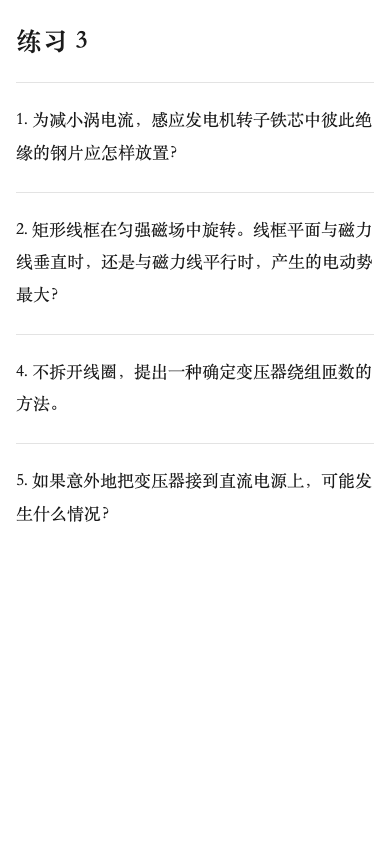 练习 3
1. 为减小涡电流，感应发电机转子铁芯中彼此绝
缘的钢片应怎样放置？
2. 矩形线框在匀强磁场中旋转。线框平面与磁力
线垂直时，还是与磁力线平行时，产生的电动势
最大？
4. 不拆开线圈，提出一种确定变压器绕组匝数的
方法。
5. 如果意外地把变压器接到直流电源上，可能发
生什么情况？